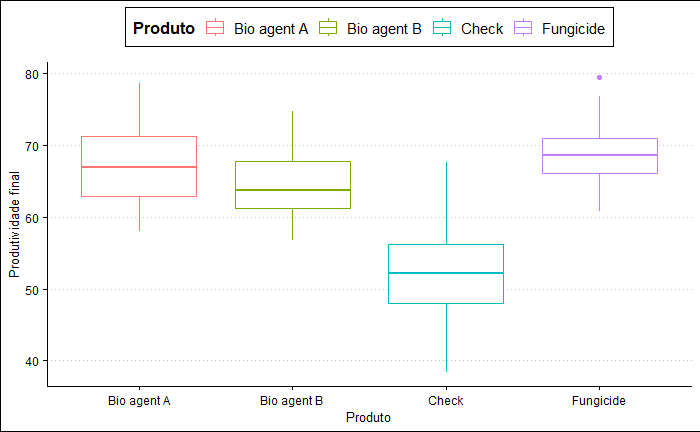 Produto Bio agent A Bio agent B Check Fungicide
80
70
60
50
40
Produtividade final
Bio agent A Bio agent B Check Fungicide
Produto